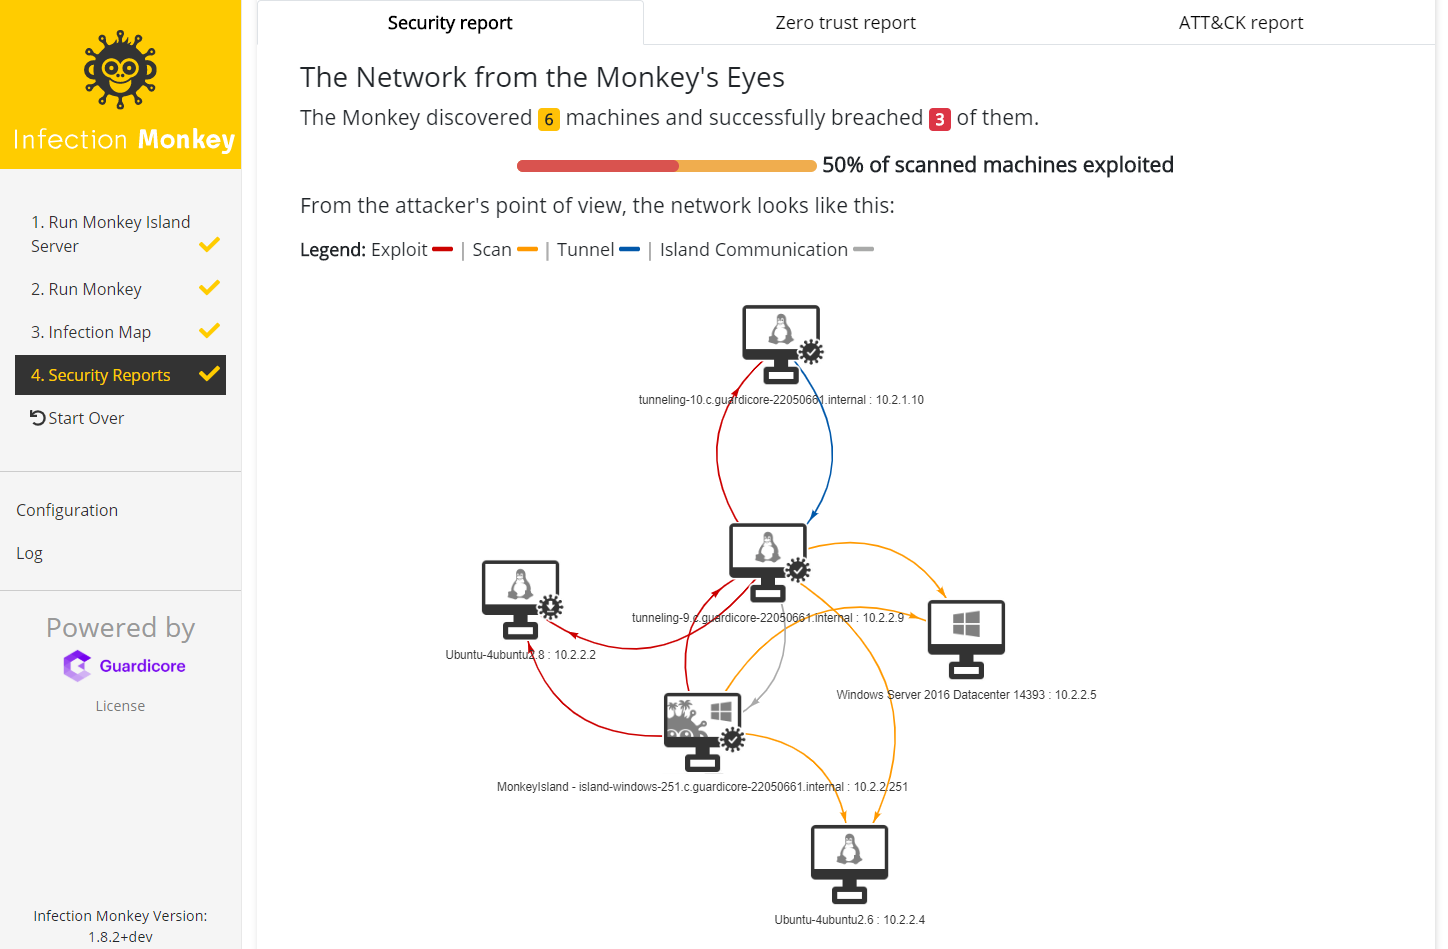 Infection Monkey
1. Run Monkey Island
Server
2. Run Monkey
3. Infection Map
4. Security Reports
Start Over
Configuration
Log
Powered by
Guardicore
License
Infection Monkey Version:
1.8.2+dev
Security report
Zero trust report
ATT&CK report
The Network from the Monkey's Eyes
The Monkey discovered 6 machines and successfully breached 3 of them.
50% of scanned machines exploited
From the attacker's point of view, the network looks like this:
Legend: Exploit | Scan | Tunnel | Island Communication
tunneling-10.c.guardicore-22050661.internal : 10.2.1.10
tunneling-9.c.guardicore-22050661.internal : 10.2.2.9
Ubuntu-4ubuntu2.8 : 10.2.2.2
Windows Server 2016 Datacenter 14393 : 10.2.2.5
MonkeyIsland - island-windows-251.c.guardicore-22050661.internal : 10.2.2.251
Ubuntu-4ubuntu2.6 : 10.2.2.4